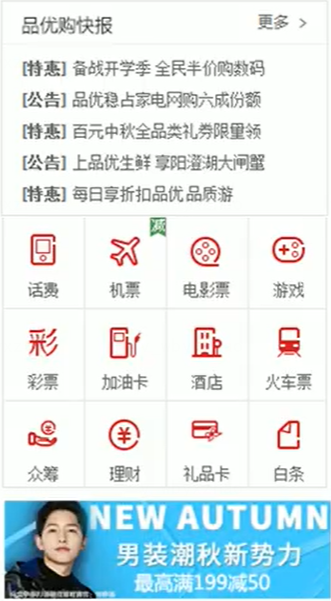 品优购快报 更多 >
[特惠] 备战开学季 全民半价购数码
[公告] 品优稳占家电网购六成份额
[特惠] 百元中秋全品类礼券限量领
[公告] 上品优生鲜 享阳澄湖大闸蟹
[特惠] 每日享折扣品优品质游
减
话费 机票 电影票 游戏
彩
彩票 加油卡 酒店 火车票
众筹 理财 礼品卡 白条
NEW AUTUMN
男装潮秋新势力
最高满199减50